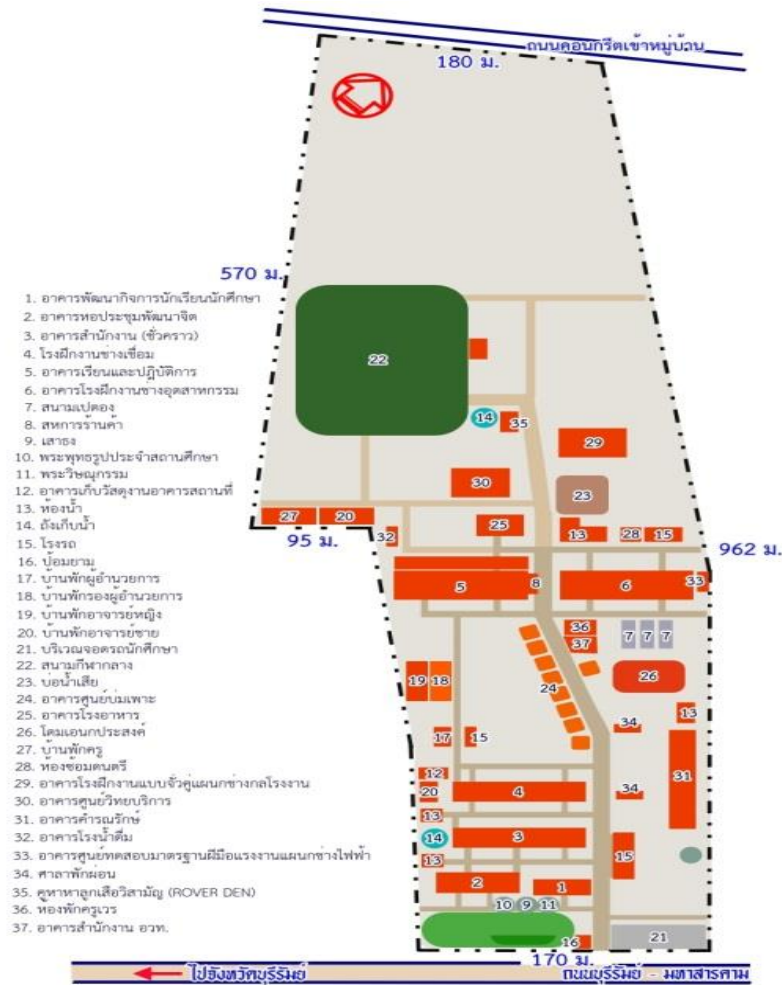 ถนนคอนกรีตเข้าหมู่บ้าน
180 ม.
570 ม.
1. อาคารพัฒนากิจการนักเรียนนักศึกษา
2. อาคารหอประชุมพัฒนาจิต
3. อาคารสำนักงาน (ชั่วคราว)
4. โรงฝึกงานช่างเชื่อม
5. อาคารเรียนและปฏิบัติการ
6. อาคารโรงฝึกงานช่างอุตสาหกรรม
7. สนามเปตอง
8. สหการร้านค้า
9. เสาธง
10. พระพุทธรูปประจำสถานศึกษา
11. พระวิษณุกรรม
12. อาคารเก็บวัสดุงานอาคารสถานที่
13. ห้องน้ำ
14. ถังเก็บน้ำ
15. โรงรถ
16. ป้อมยาม
17. บ้านพักผู้อำนวยการ
18. บ้านพักรองผู้อำนวยการ
19. บ้านพักอาจารย์หญิง
20. บ้านพักอาจารย์ชาย
21. บริเวณจอดรถนักศึกษา
22. สนามกีฬากลาง
23. บ่อน้ำเสีย
24. อาคารศูนย์บ่มเพาะ
25. อาคารโรงอาหาร
26. โดมเอนกประสงค์
27. บ้านพักครู
28. ห้องซ้อมดนตรี
29. อาคารโรงฝึกงานแบบจั่วคู่แผนกช่างกลโรงงาน
30. อาคารศูนย์วิทยบริการ
31. อาคารคำรณรักษ์
32. อาคารโรงน้ำดื่ม
33. อาคารศูนย์ทดสอบมาตรฐานฝีมือแรงงานแผนกช่างไฟฟ้า
34. ศาลาพักผ่อน
35. คูหาหาลูกเสือวิสามัญ (ROVER DEN)
36. ห้องพักครูเวร
37. อาคารสำนักงาน อวท.
22
14
35
29
30
23
27
20
32
25
13
28
15
95 ม.
962 ม.
5
8
6
33
36
37
7
7
7
24
26
19
18
17
15
34
13
31
12
20
4
34
13
14
3
13
15
2
1
10
9
11
16
21
170 ม.
ไปจังหวัดบุรีรัมย์
ถนนบุรีรัมย์ - มหาสารคาม